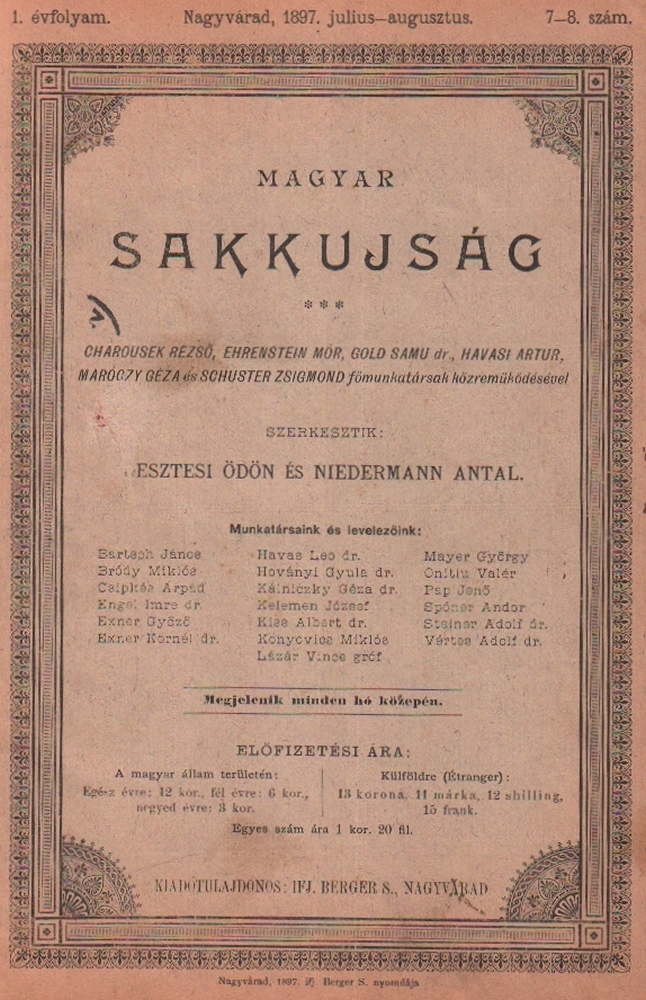 1. évfolyam. Nagyvárad, 1897. julius–augusztus. 7–8. szám.
MAGYAR
SAKKUJSÁG
* * *
CHAROUSEK REZSŐ, EHRENSTEIN MÓR, GOLD SAMU dr., HAVASI ARTUR,
MARÓCZY GÉZA és SCHUSTER ZSIGMOND főmunkatársak közreműködésével
SZERKESZTIK:
ESZTESI ÖDÖN ÉS NIEDERMANN ANTAL.
Munkatársaink és levelezőink:
Bartsch János Havas Leo dr. Mayer György
Bródy Miklós Hoványi Gyula dr. Onitiu Valér
Csipkés Árpád Kálniczky Géza dr. Pap Jenő
Engel Imre dr. Kelemen József Spóner Andor
Exner Győző Kiss Albert dr. Steiner Adolf dr.
Exner Kornél dr. Konyovics Miklós Vértes Adolf dr.
Lázár Vince gróf
Megjelenik minden hó közepén.
ELŐFIZETÉSI ÁRA:
A magyar állam területén: Külföldre (Étranger):
Egész évre: 12 kor., fél évre: 6 kor., 13 korona, 11 márka, 12 shilling,
negyed évre: 3 kor. 15 frank.
Egyes szám ára 1 kor. 20 fil.
KIADÓTULAJDONOS: IFJ. BERGER S., NAGYVÁRAD
Nagyvárad, 1897. ifj. Berger S. nyomdája